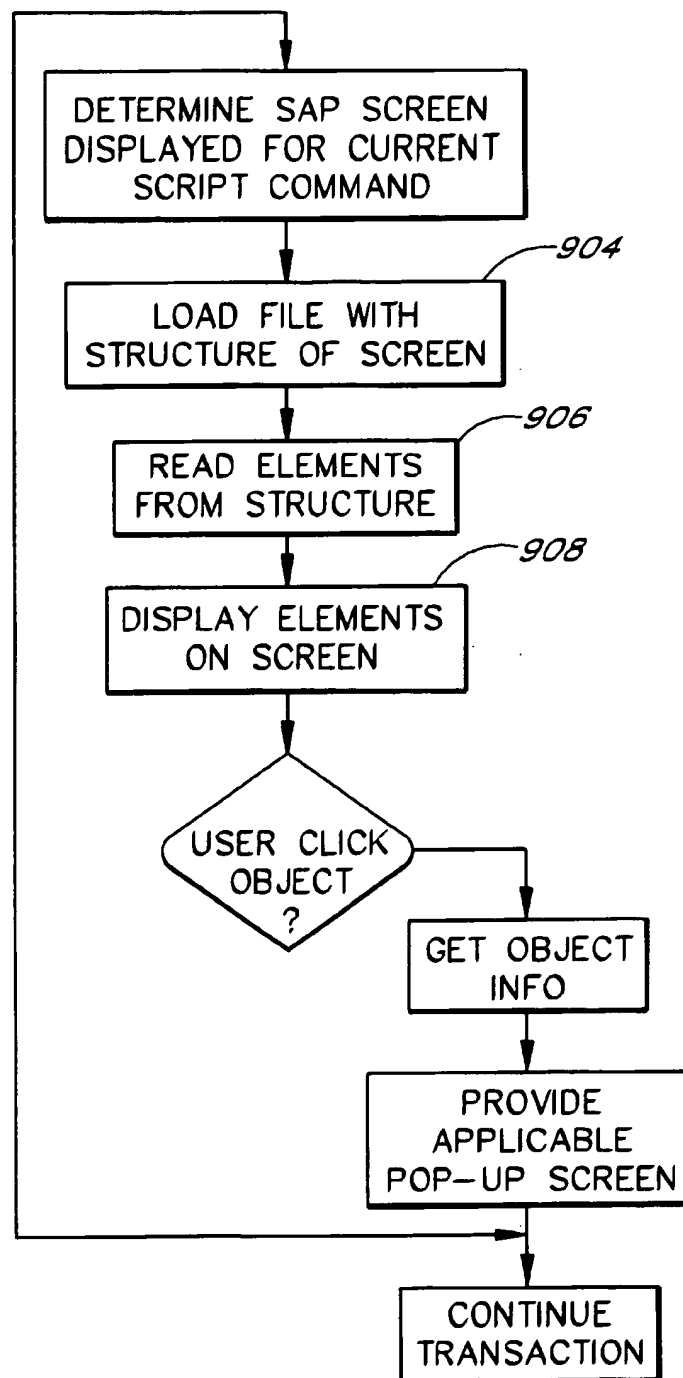 DETERMINE SAP SCREEN
DISPLAYED FOR CURRENT
SCRIPT COMMAND
904
LOAD FILE WITH
STRUCTURE OF SCREEN
906
READ ELEMENTS
FROM STRUCTURE
908
DISPLAY ELEMENTS
ON SCREEN
USER CLICK
OBJECT
?
GET OBJECT
INFO
PROVIDE
APPLICABLE
POP-UP SCREEN
CONTINUE
TRANSACTION